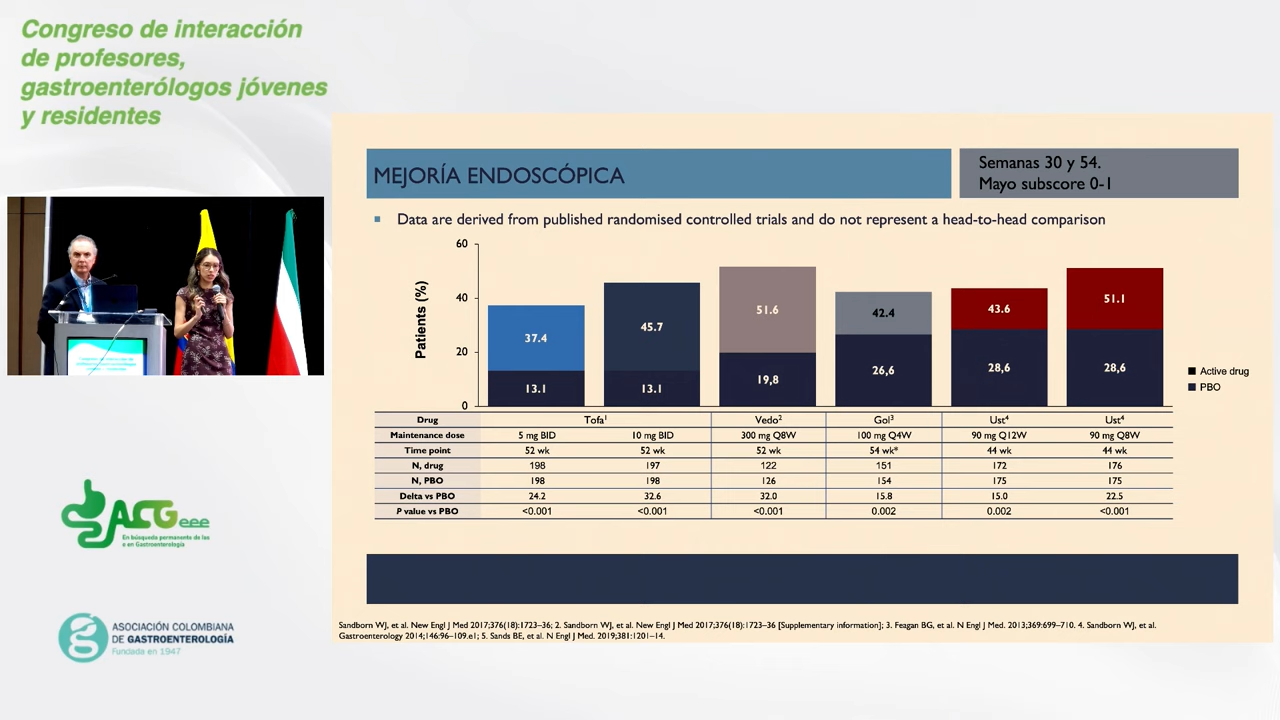 Congreso de interacción
de profesores,
gastroenterólogos jóvenes
y residentes
MEJORÍA ENDOSCÓPICA
Semanas 30 y 54.
Mayo subscore 0-1
Data are derived from published randomised controlled trials and do not represent a head-to-head comparison
Patients (%)
60
40
20
0
37.4
13.1
45.7
13.1
51.6
19,8
42.4
26,6
43.6
28,6
51.1
28,6
Active drug
PBO
Drug Tofa¹ Vedo² Gol³ Ust⁴ Ust⁴
Maintenance dose 5 mg BID 10 mg BID 300 mg Q8W 100 mg Q4W 90 mg Q12W 90 mg Q8W
Time point 52 wk 52 wk 52 wk 54 wk* 44 wk 44 wk
N, drug 198 197 122 151 172 176
N, PBO 198 198 126 154 175 175
Delta vs PBO 24.2 32.6 32.0 15.8 15.0 22.5
P value vs PBO <0.001 <0.001 <0.001 0.002 0.002 <0.001
Sandborn WJ, et al. New Engl J Med 2017;376(18):1723–36; 2. Sandborn WJ, et al. New Engl J Med 2017;376(18):1723–36 [Supplementary information]; 3. Feagan BG, et al. N Engl J Med. 2013;369:699–710. 4. Sandborn WJ, et al.
Gastroenterology 2014;146:96–109.e1; 5. Sands BE, et al. N Engl J Med. 2019;381:1201–14.
ACGeee
En búsqueda permanente de las
e en Gastroenterología
ASOCIACIÓN COLOMBIANA
DE GASTROENTEROLOGÍA
Fundada en 1947